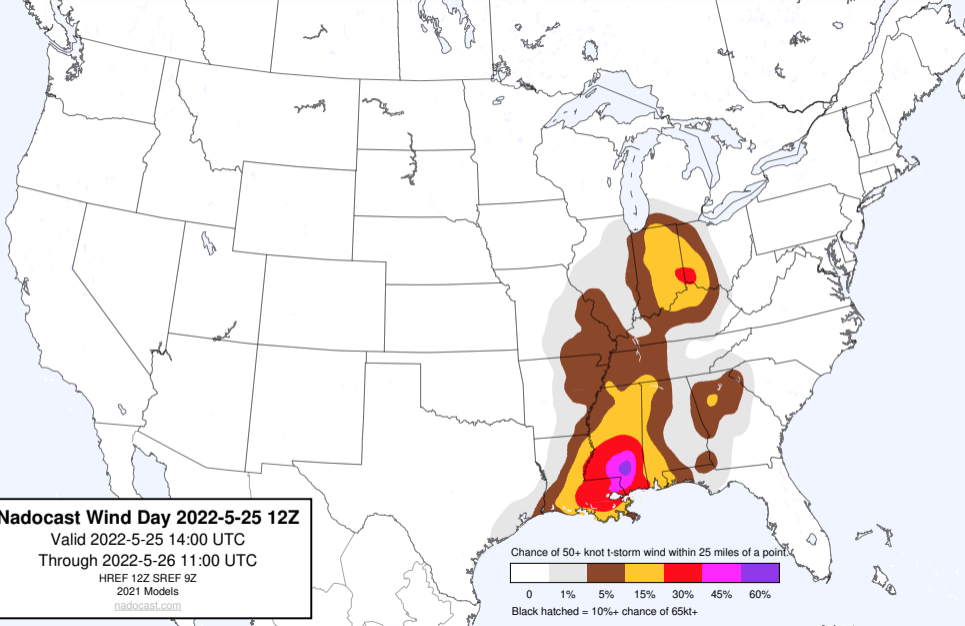 Nadocast Wind Day 2022-5-25 12Z
Valid 2022-5-25 14:00 UTC
Through 2022-5-26 11:00 UTC
HREF 12Z SREF 9Z
2021 Models
nadocast.com
Chance of 50+ knot t-storm wind within 25 miles of a point.
0 1% 5% 15% 30% 45% 60%
Black hatched = 10%+ chance of 65kt+